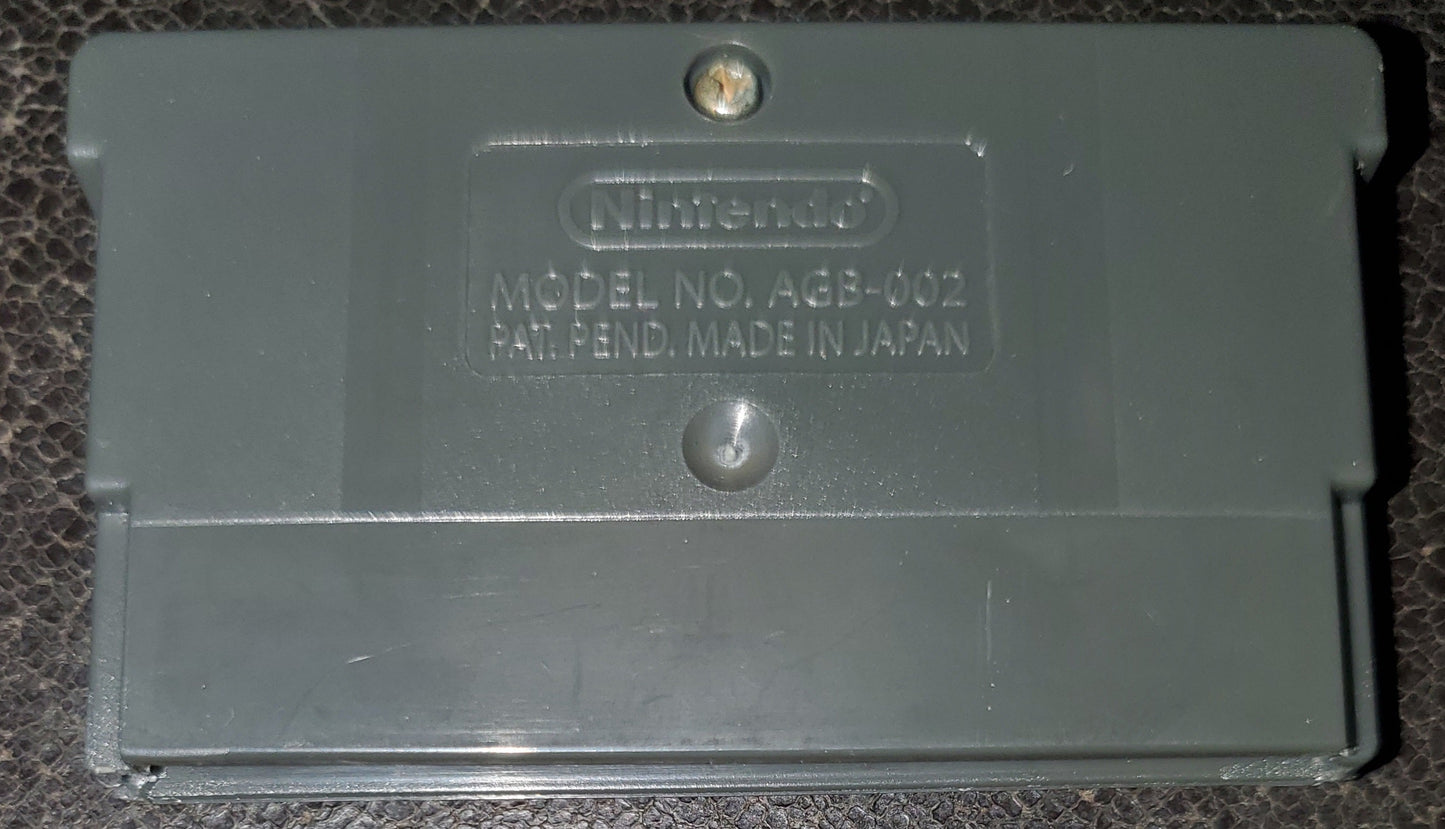 Nintendo®
MODEL NO. AGB-002
PAT. PEND. MADE IN JAPAN